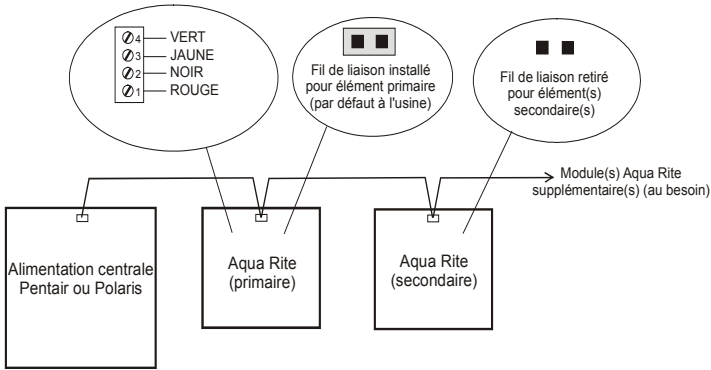 4 VERT
3 JAUNE
2 NOIR
1 ROUGE
Fil de liaison installé
pour élément primaire
(par défaut à l'usine)
Fil de liaison retiré
pour élément(s)
secondaire(s)
Module(s) Aqua Rite
supplémentaire(s) (au besoin)
Alimentation centrale
Pentair ou Polaris
Aqua Rite
(primaire)
Aqua Rite
(secondaire)